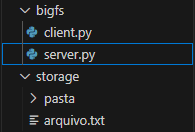 bigfs
client.py
server.py
storage
pasta
arquivo.txt